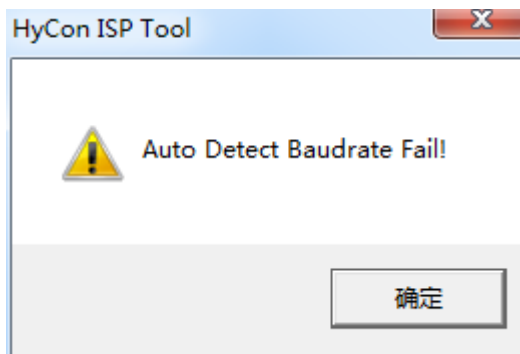 HyCon ISP Tool
Auto Detect Baudrate Fail!
确定